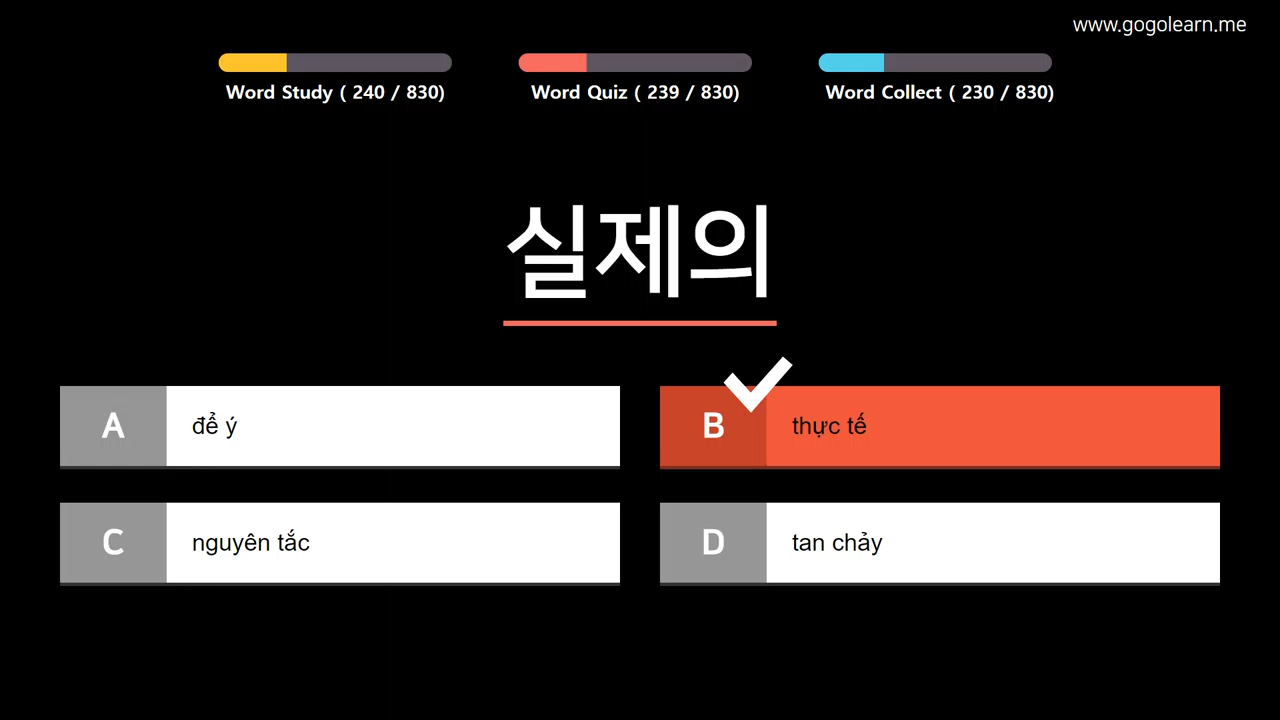 www.gogolearn.me
Word Study ( 240 / 830)
Word Quiz ( 239 / 830)
Word Collect ( 230 / 830)
실제의
A để ý
B thực tế
C nguyên tắc
D tan chảy